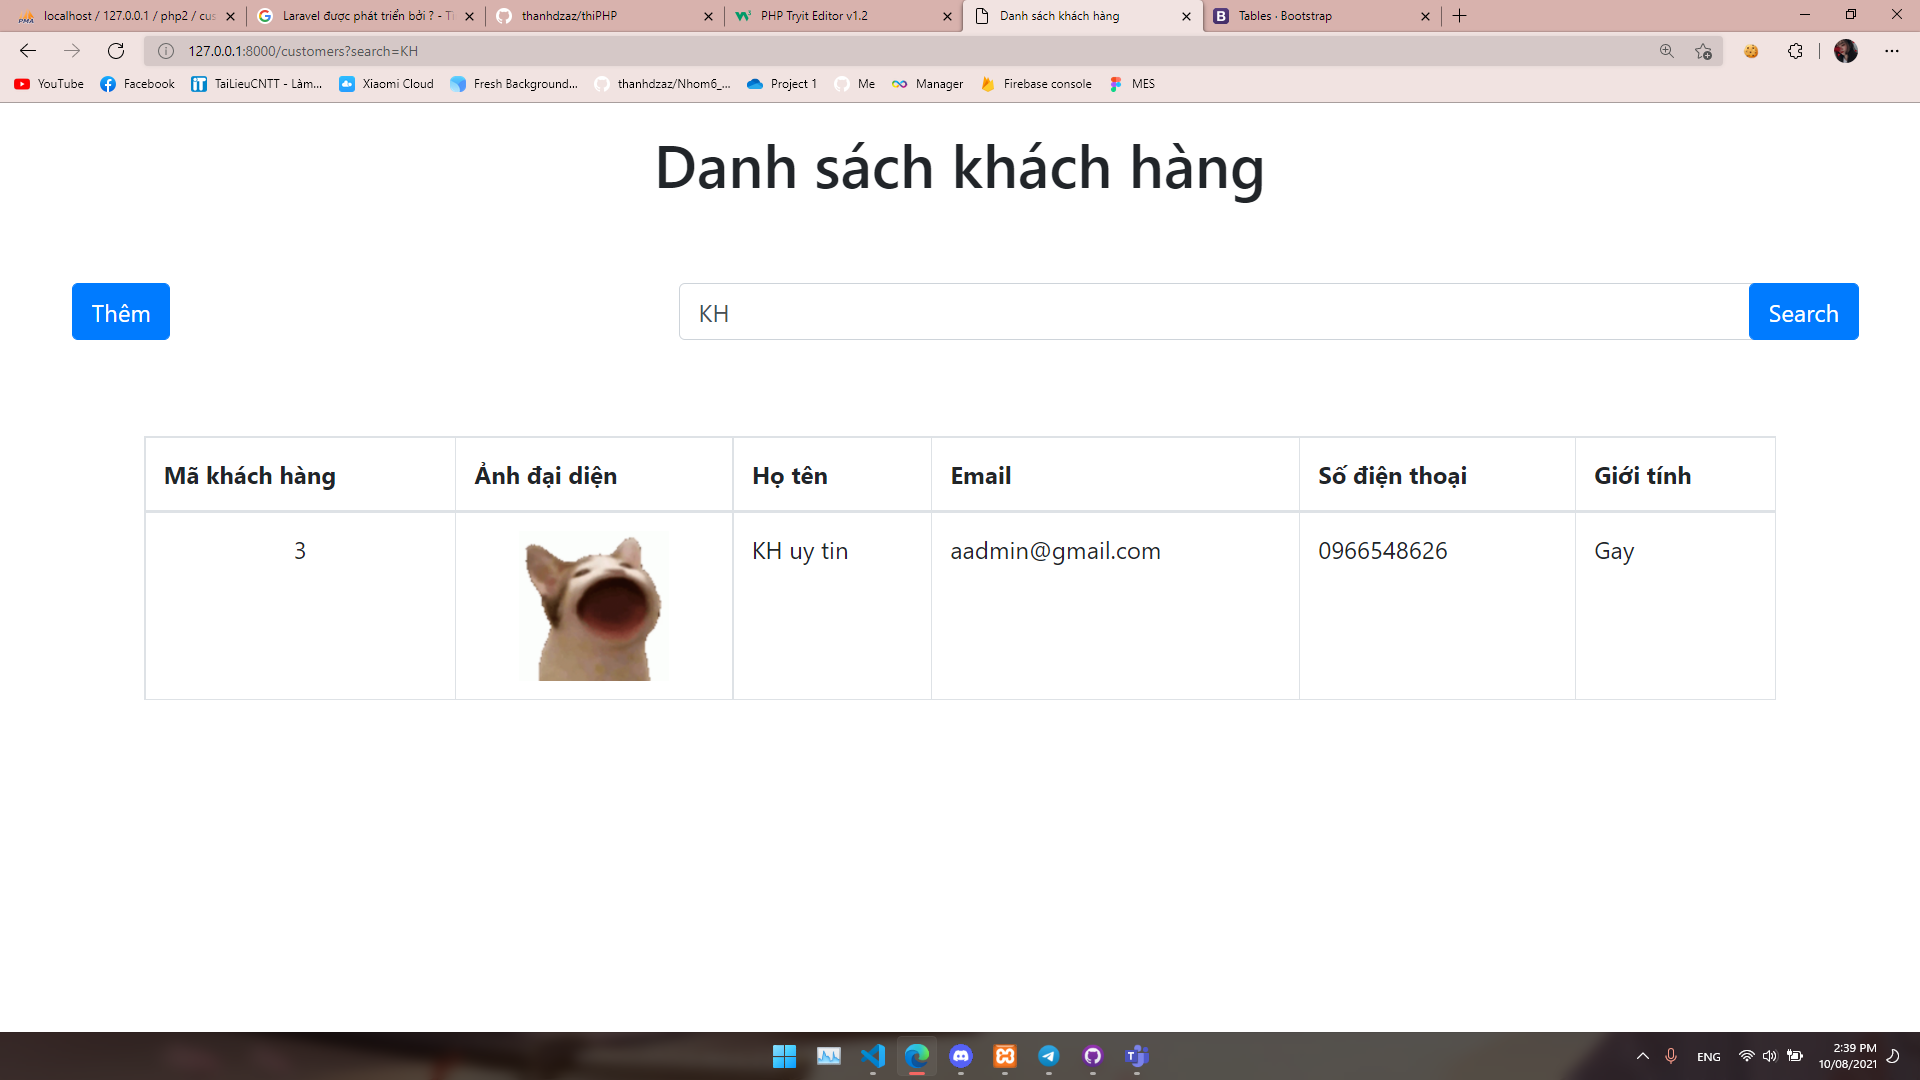 localhost / 127.0.0.1 / php2 / cus
Laravel được phát triển bởi ? - Tì
thanhdzaz/thiPHP
PHP Tryit Editor v1.2
Danh sách khách hàng
Tables · Bootstrap
127.0.0.1:8000/customers?search=KH
YouTube
Facebook
TaiLieuCNTT - Làm...
Xiaomi Cloud
Fresh Background...
thanhdzaz/Nhom6_...
Project 1
Me
Manager
Firebase console
MES
Danh sách khách hàng
Thêm
KH
Search
Mã khách hàng
Ảnh đại diện
Họ tên
Email
Số điện thoại
Giới tính
3
KH uy tin
aadmin@gmail.com
0966548626
Gay
ENG
2:39 PM
10/08/2021